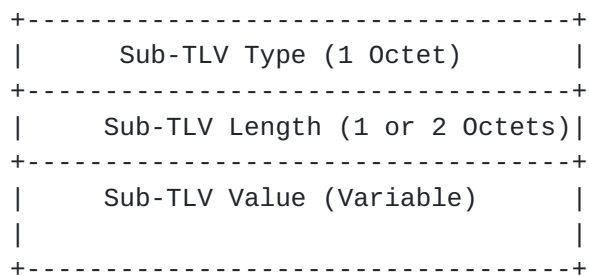 +-----------------------------------+
|      Sub-TLV Type (1 Octet)       |
+-----------------------------------+
|     Sub-TLV Length (1 or 2 Octets)|
+-----------------------------------+
|     Sub-TLV Value (Variable)      |
|                                   |
+-----------------------------------+